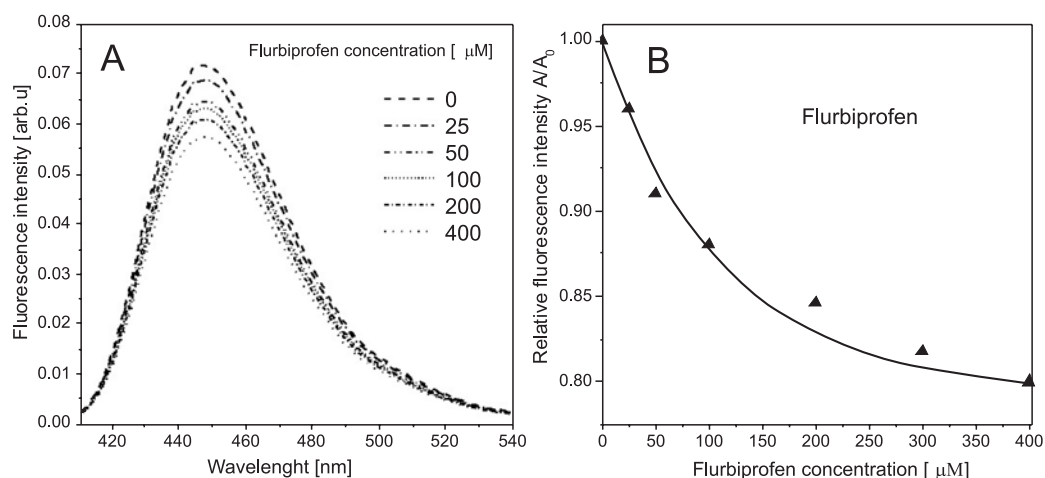 A
Flurbiprofen concentration [ μM]
0
25
50
100
200
400
Fluorescence intensity [arb.u]
0.08
0.07
0.06
0.05
0.04
0.03
0.02
0.01
0.00
420 440 460 480 500 520 540
Wavelenght [nm]
B
Flurbiprofen
Relative fluorescence intensity A/A₀
1.00
0.95
0.90
0.85
0.80
0 50 100 150 200 250 300 350 400
Flurbiprofen concentration [ μM]